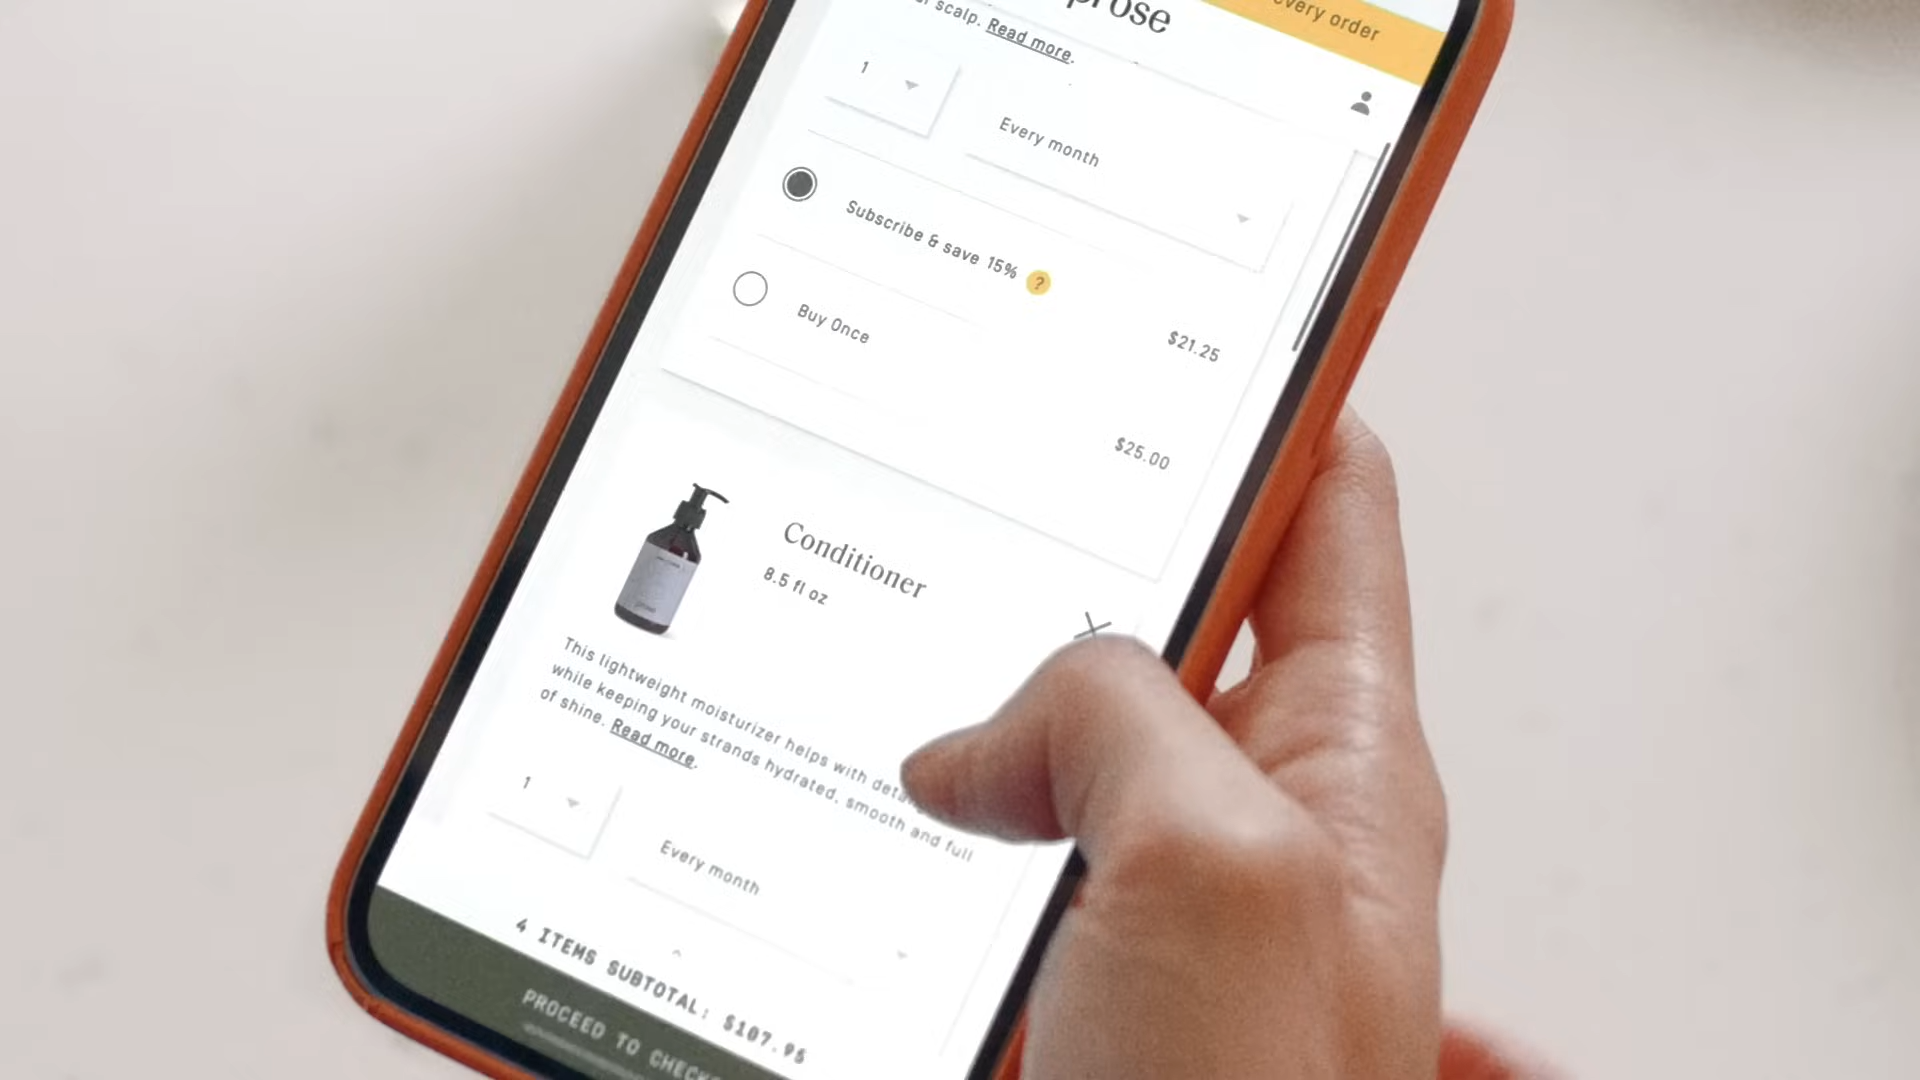 every order
prose
scalp. Read more.
1
Every month
Subscribe & save 15% ?
$21.25
Buy Once
$25.00
Conditioner
8.5 fl oz
This lightweight moisturizer helps with
while keeping your strands hydrated, smooth and full
of shine. Read more.
1
Every month
4 ITEMS SUBTOTAL: $107.95
PROCEED TO